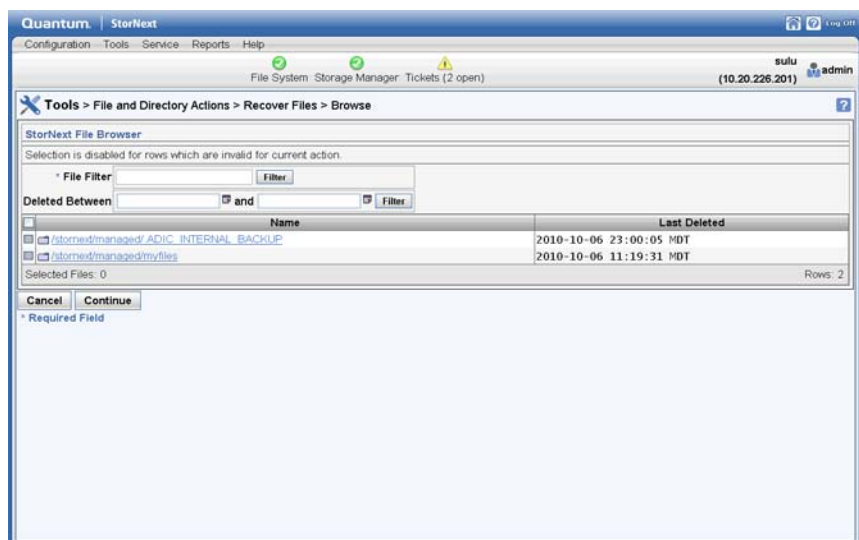 Quantum. | StorNext
Log Off
Configuration Tools Service Reports Help
File System Storage Manager Tickets (2 open)
sulu
(10.20.226.201)
admin
Tools > File and Directory Actions > Recover Files > Browse
StorNext File Browser
Selection is disabled for rows which are invalid for current action.
* File Filter Filter
Deleted Between and Filter
Name Last Deleted
/stornext/managed/.ADIC_INTERNAL_BACKUP 2010-10-06 23:00:05 MDT
/stornext/managed/myfiles 2010-10-06 11:19:31 MDT
Selected Files: 0 Rows: 2
Cancel Continue
* Required Field